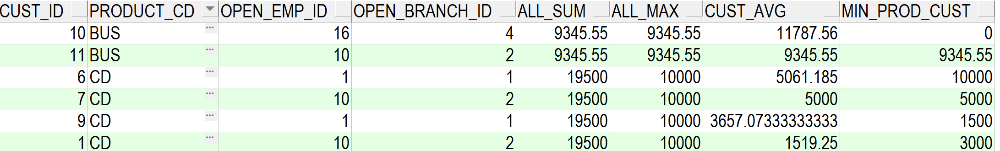 CUST_ID PRODUCT_CD OPEN_EMP_ID OPEN_BRANCH_ID ALL_SUM ALL_MAX CUST_AVG MIN_PROD_CUST
10 BUS ... 16 4 9345.55 9345.55 11787.56 0
11 BUS ... 10 2 9345.55 9345.55 9345.55 9345.55
6 CD ... 1 1 19500 10000 5061.185 10000
7 CD ... 10 2 19500 10000 5000 5000
9 CD ... 1 1 19500 10000 3657.07333333333 1500
1 CD ... 10 2 19500 10000 1519.25 3000